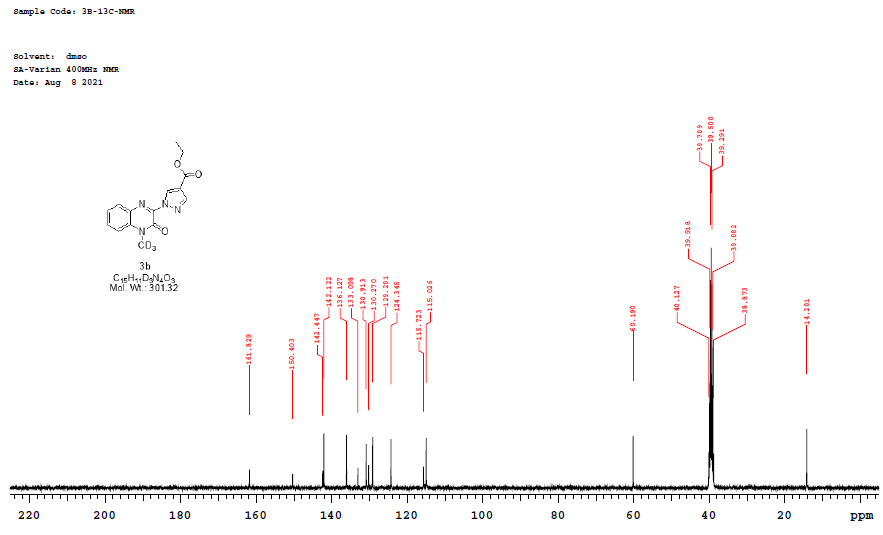 Sample Code: 3B-13C-NMR
Solvent: dmso
SA-Varian 400MHz NMR
Date: Aug 8 2021
39.709
39.500
39.291
O
O
N
N
N
N
O
CD3
3b
C15H11D3N4O3
Mol. Wt.: 301.32
161.829
150.403
142.447
142.122
136.127
133.098
130.913
130.270
129.201
124.345
115.723
115.026
60.190
40.127
39.918
39.082
38.873
14.201
220 200 180 160 140 120 100 80 60 40 20 ppm